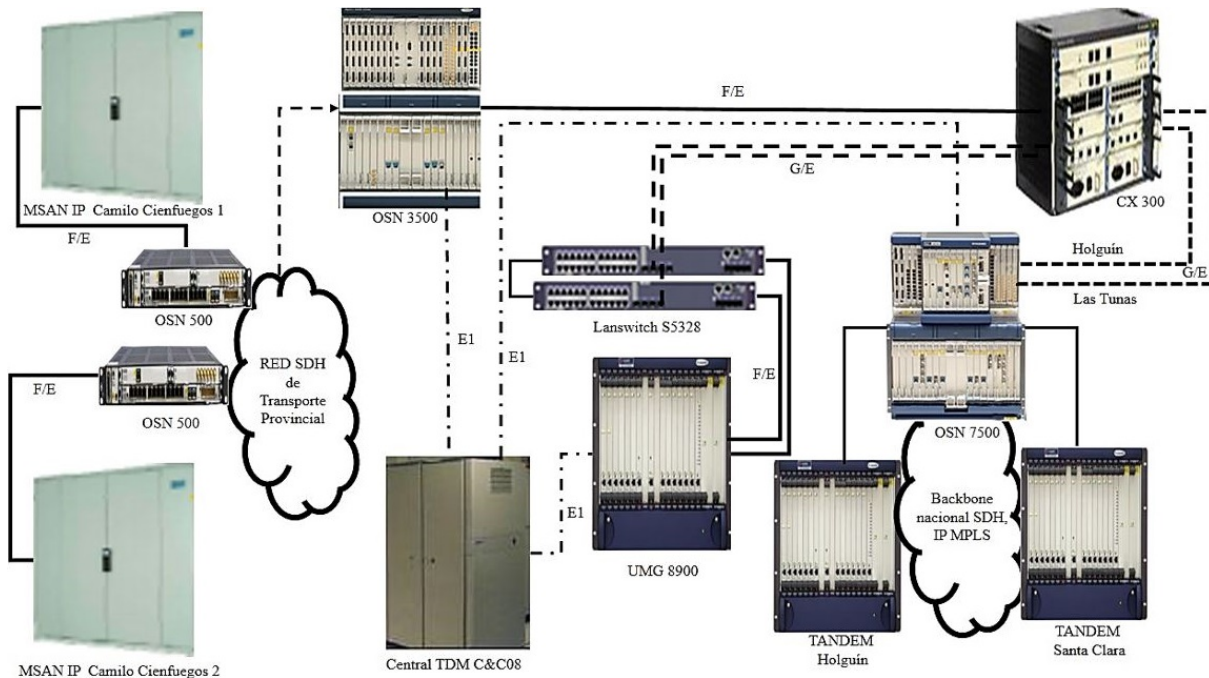 MSAN IP Camilo Cienfuegos 1
F/E
OSN 500
OSN 500
F/E
MSAN IP Camilo Cienfuegos 2
RED SDH
de
Transporte
Provincial
OSN 3500
F/E
G/E
CX 300
Holguín
G/E
Las Tunas
Lanswitch S5328
E1
E1
F/E
E1
UMG 8900
Central TDM C&C08
OSN 7500
Backbone
nacional SDH,
IP MPLS
TANDEM
Holguín
TANDEM
Santa Clara